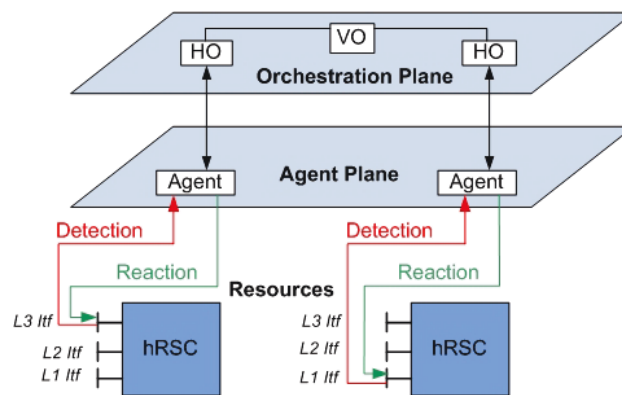 HO
VO
HO
Orchestration Plane
Agent
Agent Plane
Agent
Detection
Detection
Reaction
Reaction
Resources
L3 Itf
L2 Itf
L1 Itf
hRSC
L3 Itf
L2 Itf
L1 Itf
hRSC